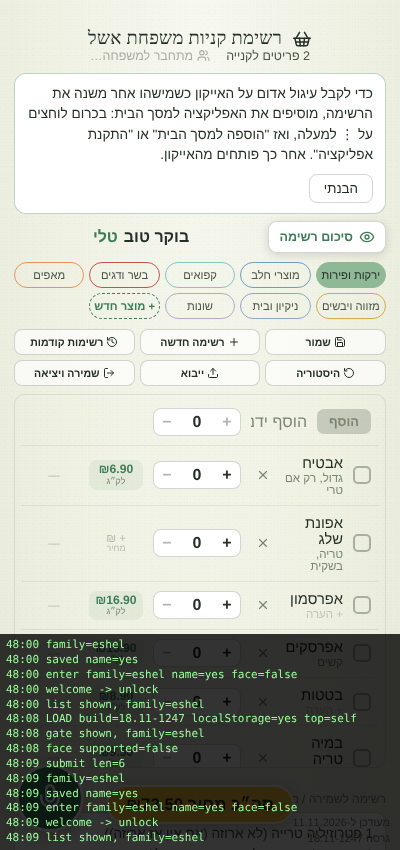 רשימת קניות משפחת אשל
2 פריטים לקנייה
מתחבר למשפחה...
כדי לקבל עיגול אדום על האייקון כשמישהו אחר משנה את
הרשימה, מוסיפים את האפליקציה למסך הבית: בכרום לוחצים
על ⋮ למעלה, ואז "הוספה למסך הבית" או "התקנת
אפליקציה". אחר כך פותחים מהאייקון.
הבנתי
סיכום רשימה
בוקר טוב טלי
ירקות ופירות
מוצרי חלב
קפואים
בשר ודגים
מאפים
מזווה ויבשים
ניקיון ובית
שונות
+ מוצר חדש
שמור
+ רשימה חדשה
רשימות קודמות
היסטוריה
ייבוא
שמירה ויציאה
הוסף
הוסף ידנ
+ 0 −
אבטיח
גדול, רק אם
טרי
× + 0 −
₪6.90
לק״ג
—
אפונת
שלג
טריה,
בשקית
× + 0 −
+ ₪
מחיר
—
אפרסמון
+ הערה
× + 0 −
₪16.90
לק״ג
—
אפרסקים
קשים
× + 0 −
בטטות
× + 0 −
במיה
טריה
× + 0 −
48:00 family=eshel
48:00 saved name=yes
48:00 enter family=eshel name=yes face=false
48:00 welcome -> unlock
48:00 list shown, family=eshel
48:08 LOAD build=18.11-1247 localStorage=yes top=self
48:08 gate shown, family=eshel
48:08 face supported=false
48:09 submit len=6
48:09 family=eshel
48:09 saved name=yes
48:09 enter family=eshel name=yes face=false
48:09 welcome -> unlock
48:09 list shown, family=eshel